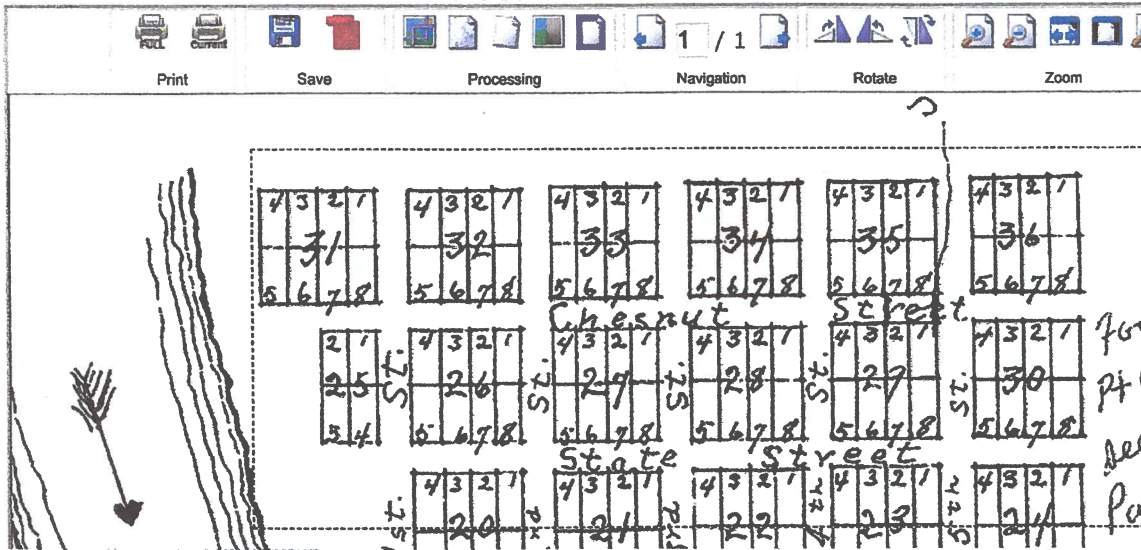 FULL Current
1 / 1
Print Save Processing Navigation Rotate Zoom
4 3 2 1 4 3 2 1 4 3 2 1 4 3 2 1 4 3 2 1 4 3 2 1
31 32 33 34 35 36
5 6 7 8 5 6 7 8 5 6 7 8 5 6 7 8 5 6 7 8 5 6 7 8
Chesnut Street
2 1 4 3 2 1 4 3 2 1 4 3 2 1 4 3 2 1 4 3 2 1
25 St. 26 St. 27 St. 28 St. 29 St. 30
3 4 5 6 7 8 5 6 7 8 5 6 7 8 5 6 7 8 5 6 7 8
State Street
4 3 2 1 4 3 2 1 4 3 2 1 4 3 2 1 4 3 2 1
St. 20 21 22 23 24